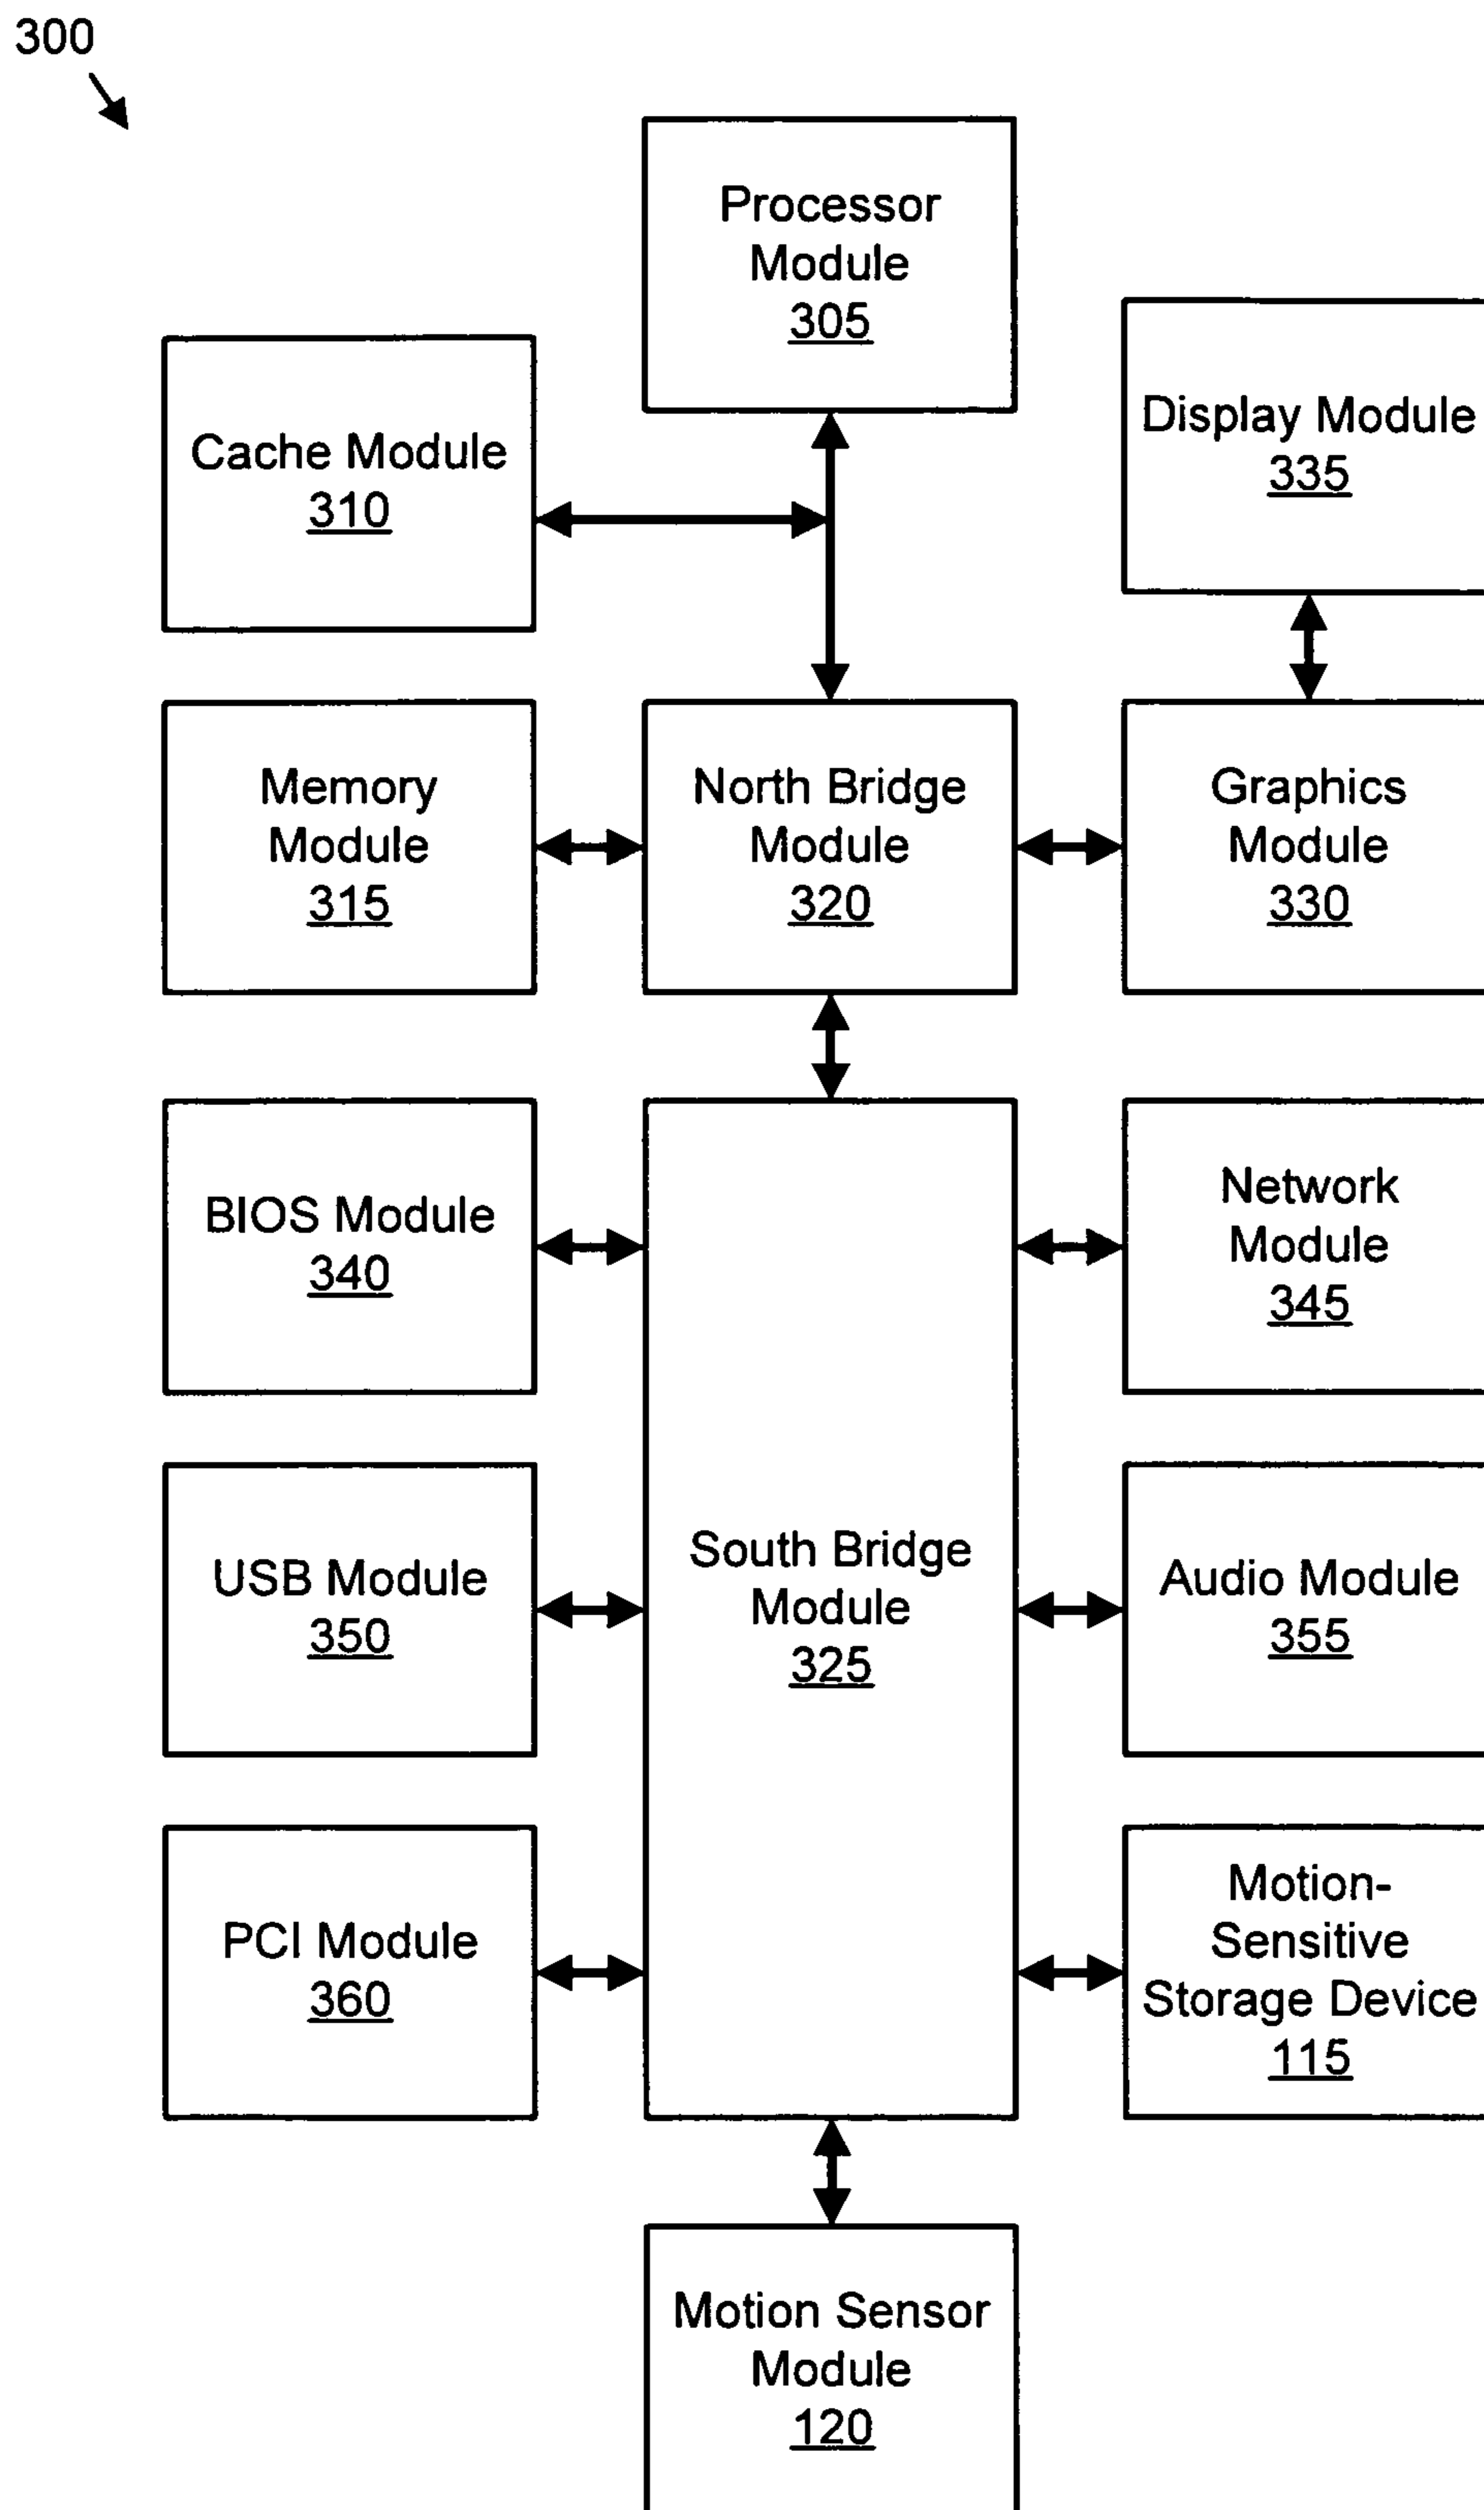 300
Processor
Module
305
Cache Module
310
Display Module
335
Memory
Module
315
North Bridge
Module
320
Graphics
Module
330
BIOS Module
340
Network
Module
345
USB Module
350
South Bridge
Module
325
Audio Module
355
PCI Module
360
Motion-
Sensitive
Storage Device
115
Motion Sensor
Module
120